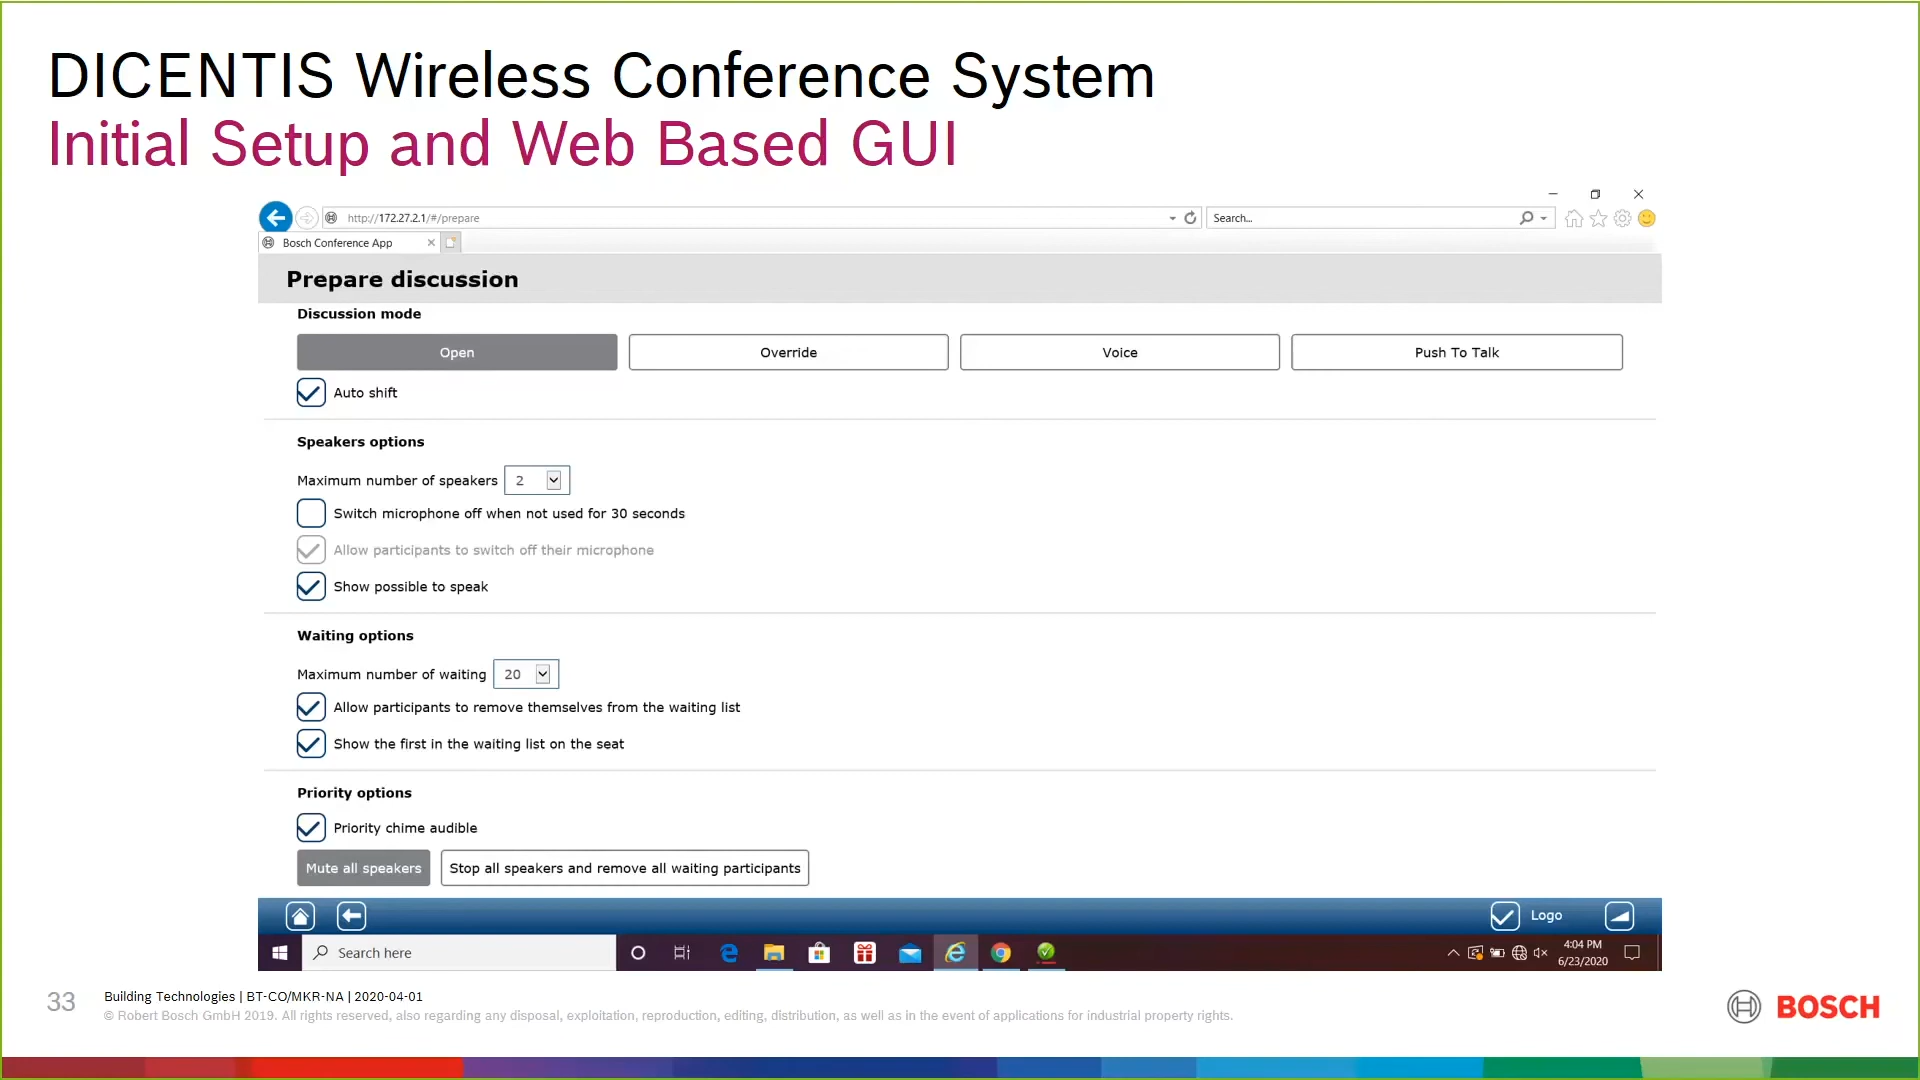 DICENTIS Wireless Conference System
Initial Setup and Web Based GUI
http://172.27.2.1/#/prepare
Search...
Bosch Conference App
Prepare discussion
Discussion mode
Open
Override
Voice
Push To Talk
Auto shift
Speakers options
Maximum number of speakers 2
Switch microphone off when not used for 30 seconds
Allow participants to switch off their microphone
Show possible to speak
Waiting options
Maximum number of waiting 20
Allow participants to remove themselves from the waiting list
Show the first in the waiting list on the seat
Priority options
Priority chime audible
Mute all speakers
Stop all speakers and remove all waiting participants
Logo
Search here
4:04 PM
6/23/2020
33
Building Technologies | BT-CO/MKR-NA | 2020-04-01
© Robert Bosch GmbH 2019. All rights reserved, also regarding any disposal, exploitation, reproduction, editing, distribution, as well as in the event of applications for industrial property rights.
BOSCH